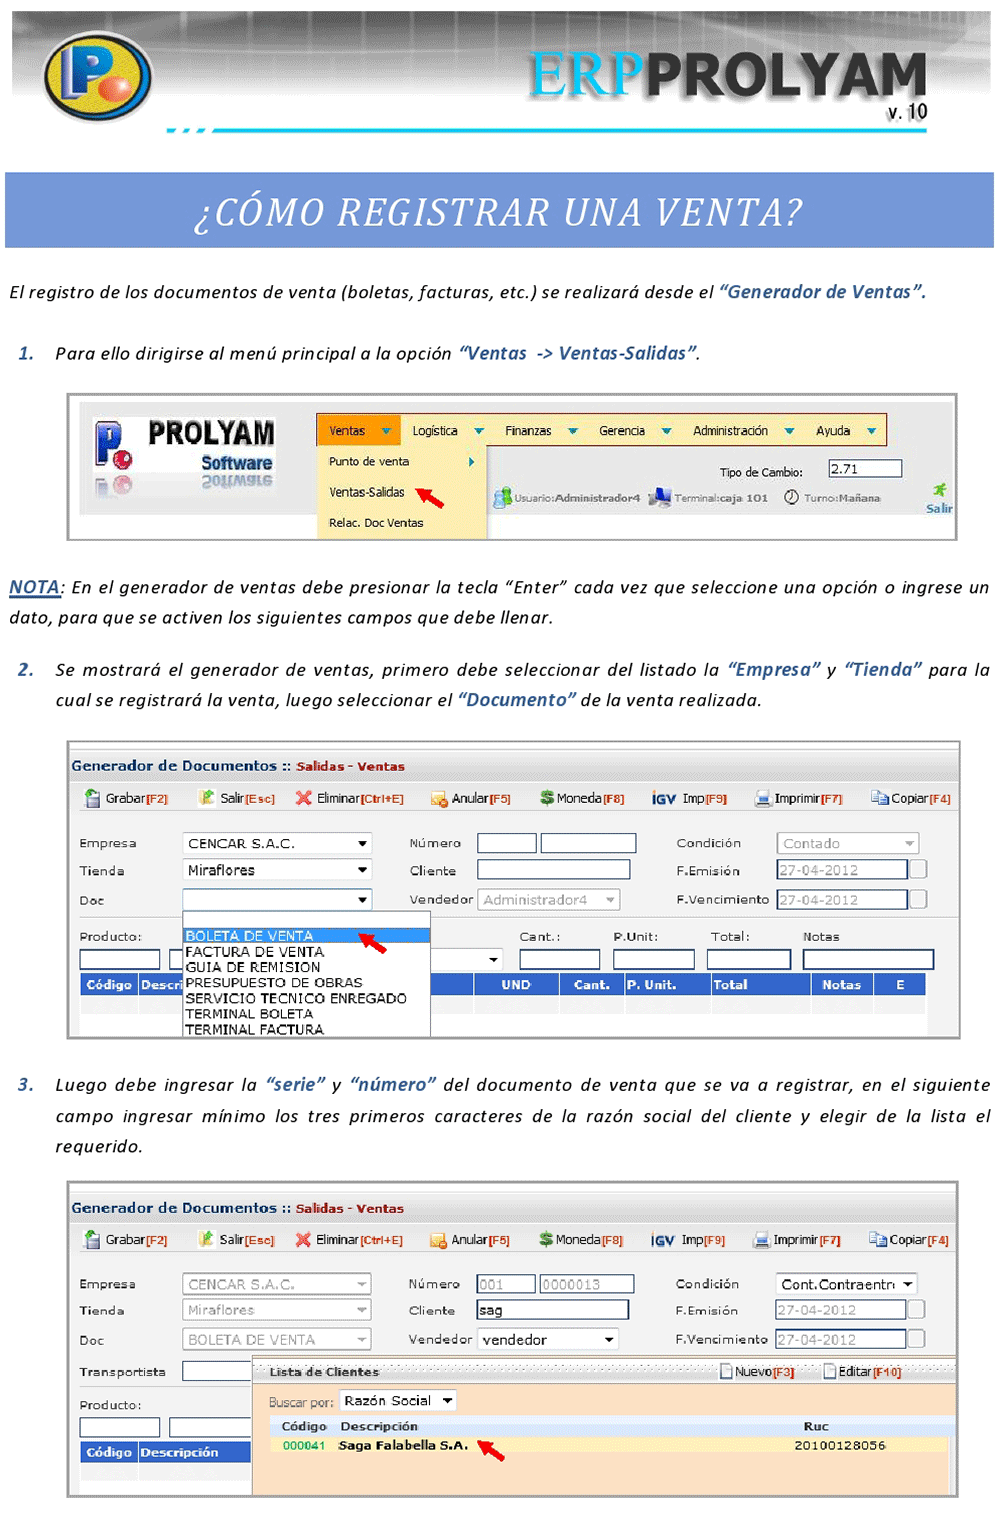 ERPPROLYAM
v. 10
¿CÓMO REGISTRAR UNA VENTA?
El registro de los documentos de venta (boletas, facturas, etc.) se realizará desde el “Generador de Ventas”.
1. Para ello dirigirse al menú principal a la opción “Ventas -> Ventas-Salidas”.
PROLYAM
Software
Ventas Logística Finanzas Gerencia Administración Ayuda
Punto de venta
Tipo de Cambio: 2.71
Ventas-Salidas
Usuario:Administrador4 Terminal:caja 101 Turno:Mañana
Salir
Relac. Doc Ventas
NOTA: En el generador de ventas debe presionar la tecla “Enter” cada vez que seleccione una opción o ingrese un
dato, para que se activen los siguientes campos que debe llenar.
2. Se mostrará el generador de ventas, primero debe seleccionar del listado la “Empresa” y “Tienda” para la
cual se registrará la venta, luego seleccionar el “Documento” de la venta realizada.
Generador de Documentos :: Salidas - Ventas
Grabar[F2] Salir[Esc] Eliminar[Ctrl+E] Anular[F5] Moneda[F8] IGV Imp[F9] Imprimir[F7] Copiar[F4]
Empresa CENCAR S.A.C. Número Condición Contado
Tienda Miraflores Cliente F.Emisión 27-04-2012
Doc Vendedor Administrador4 F.Vencimiento 27-04-2012
Producto: BOLETA DE VENTA Cant.: P.Unit: Total: Notas
FACTURA DE VENTA
GUIA DE REMISION
Código Descri PRESUPUESTO DE OBRAS UND Cant. P. Unit. Total Notas E
SERVICIO TECNICO ENREGADO
TERMINAL BOLETA
TERMINAL FACTURA
3. Luego debe ingresar la “serie” y “número” del documento de venta que se va a registrar, en el siguiente
campo ingresar mínimo los tres primeros caracteres de la razón social del cliente y elegir de la lista el
requerido.
Generador de Documentos :: Salidas - Ventas
Grabar[F2] Salir[Esc] Eliminar[Ctrl+E] Anular[F5] Moneda[F8] IGV Imp[F9] Imprimir[F7] Copiar[F4]
Empresa CENCAR S.A.C. Número 001 0000013 Condición Cont.Contraentr
Tienda Miraflores Cliente sag F.Emisión 27-04-2012
Doc BOLETA DE VENTA Vendedor vendedor F.Vencimiento 27-04-2012
Transportista Lista de Clientes Nuevo[F3] Editar[F10]
Producto: Buscar por: Razón Social
Código Descripción Ruc
000041 Saga Falabella S.A. 20100128056
Código Descripción